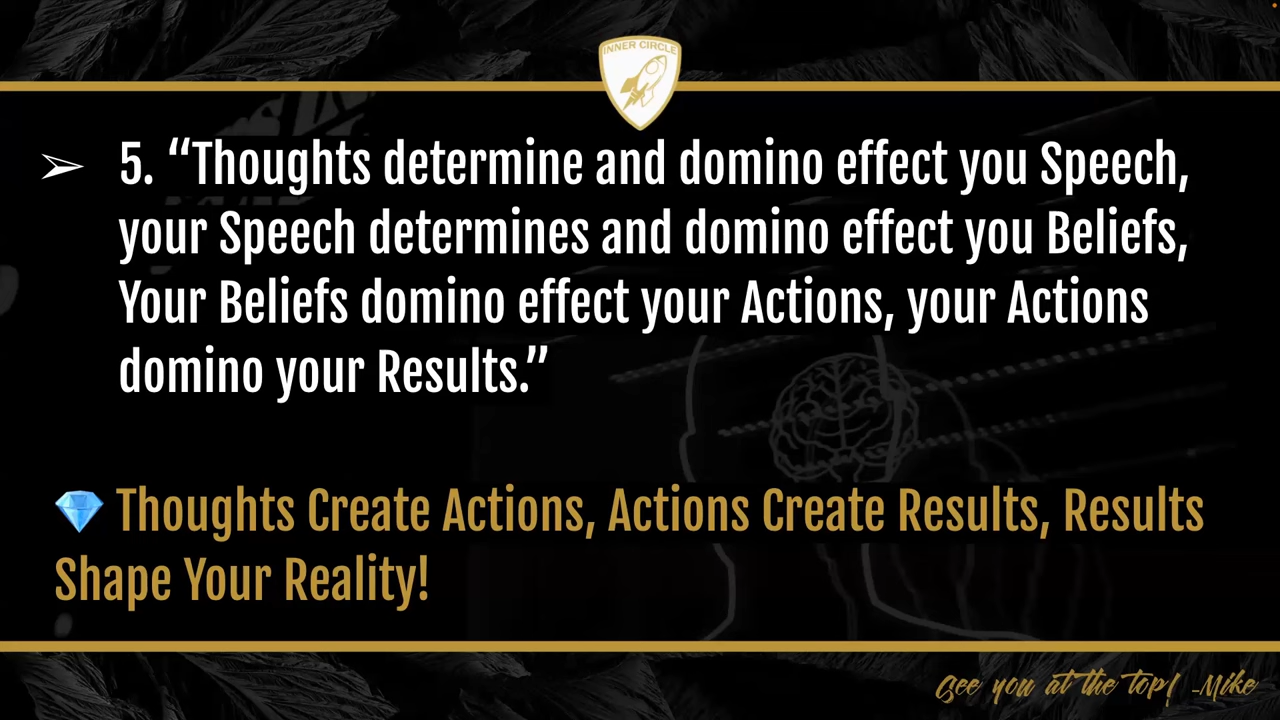 INNER CIRCLE
➢ 5. “Thoughts determine and domino effect you Speech,
your Speech determines and domino effect you Beliefs,
Your Beliefs domino effect your Actions, your Actions
domino your Results.”
💎 Thoughts Create Actions, Actions Create Results, Results
Shape Your Reality!
See you at the top! -Mike